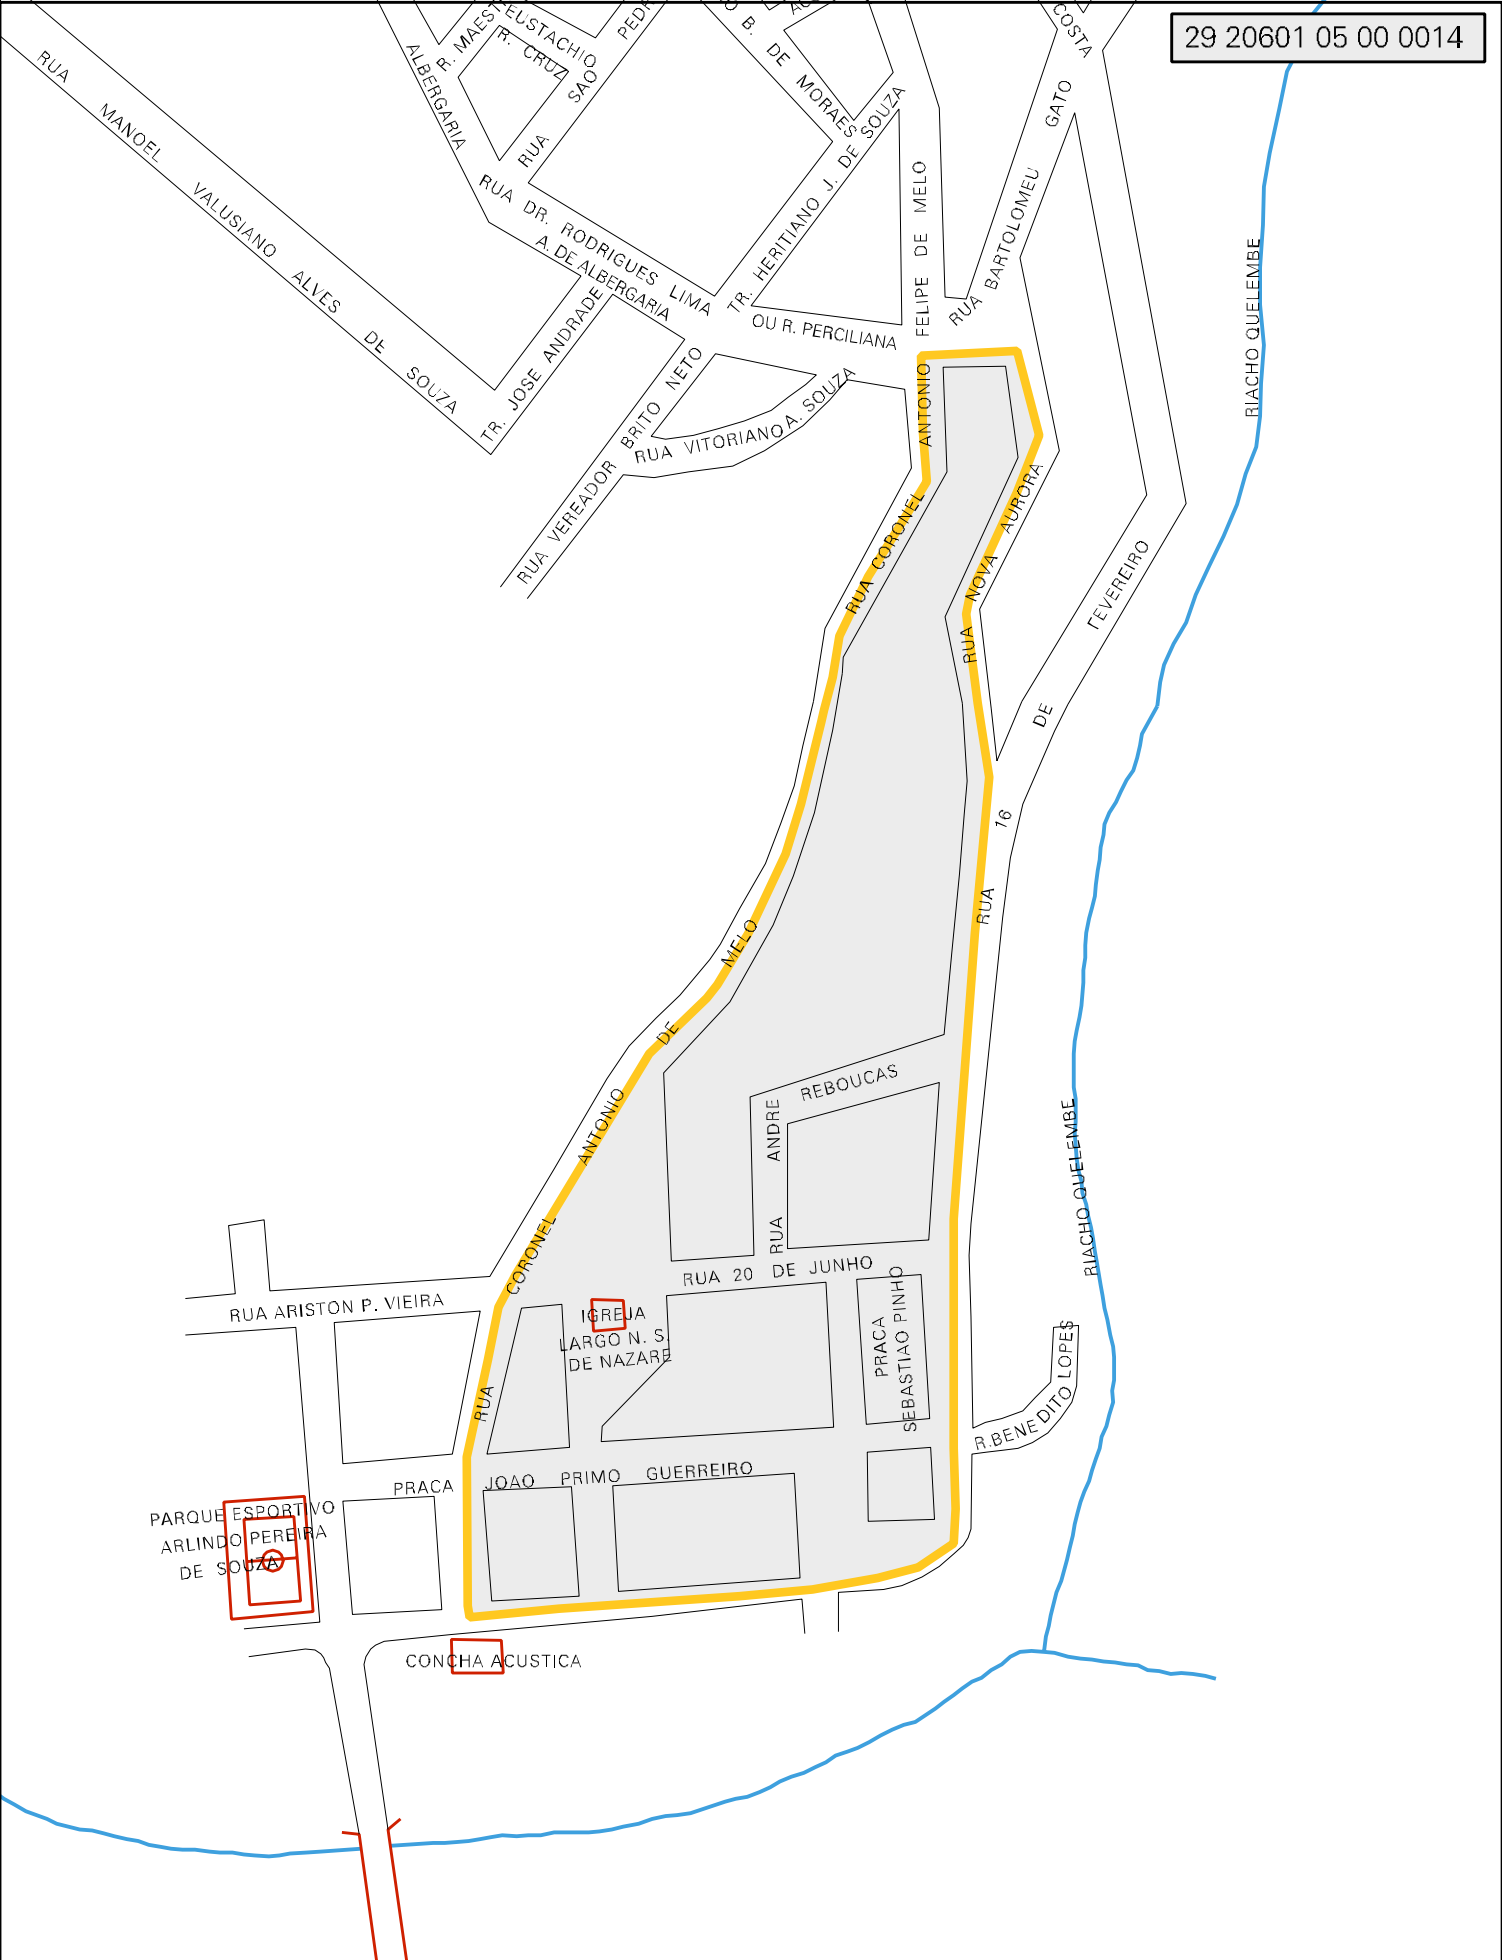 29 20601 05 00 0014
COSTA
RUA MANOEL VALUSIANO ALVES DE SOUZA
ALBERGARIA
EUSTACHIO
R. CRUZ
RUA SAO
B. DE MORAES
TR. HERITIANO J. DE SOUZA
RUA BARTOLOMEU GATO
RUA DR. RODRIGUES LIMA
A. DE ALBERGARIA
OU R. PERCILIANA
TR. JOSE ANDRADE
RUA VEREADOR BRITO NETO
RUA VITORIANO A. SOUZA
RUA CORONEL ANTONIO FELIPE DE MELO
RUA NOVA AURORA
RIACHO QUELEMBE
RUA 16 DE FEVEREIRO
RUA CORONEL ANTONIO DE MELO
RUA ANDRE REBOUCAS
RIACHO QUELEMBE
RUA 20 DE JUNHO
RUA ARISTON P. VIEIRA
IGREJA
LARGO N. S.
DE NAZARE
PRACA
SEBASTIAO PINHO
R. BENEDITO LOPES
PRACA JOAO PRIMO GUERREIRO
PARQUE ESPORTIVO
ARLINDO PEREIRA
DE SOUZA
CONCHA ACUSTICA